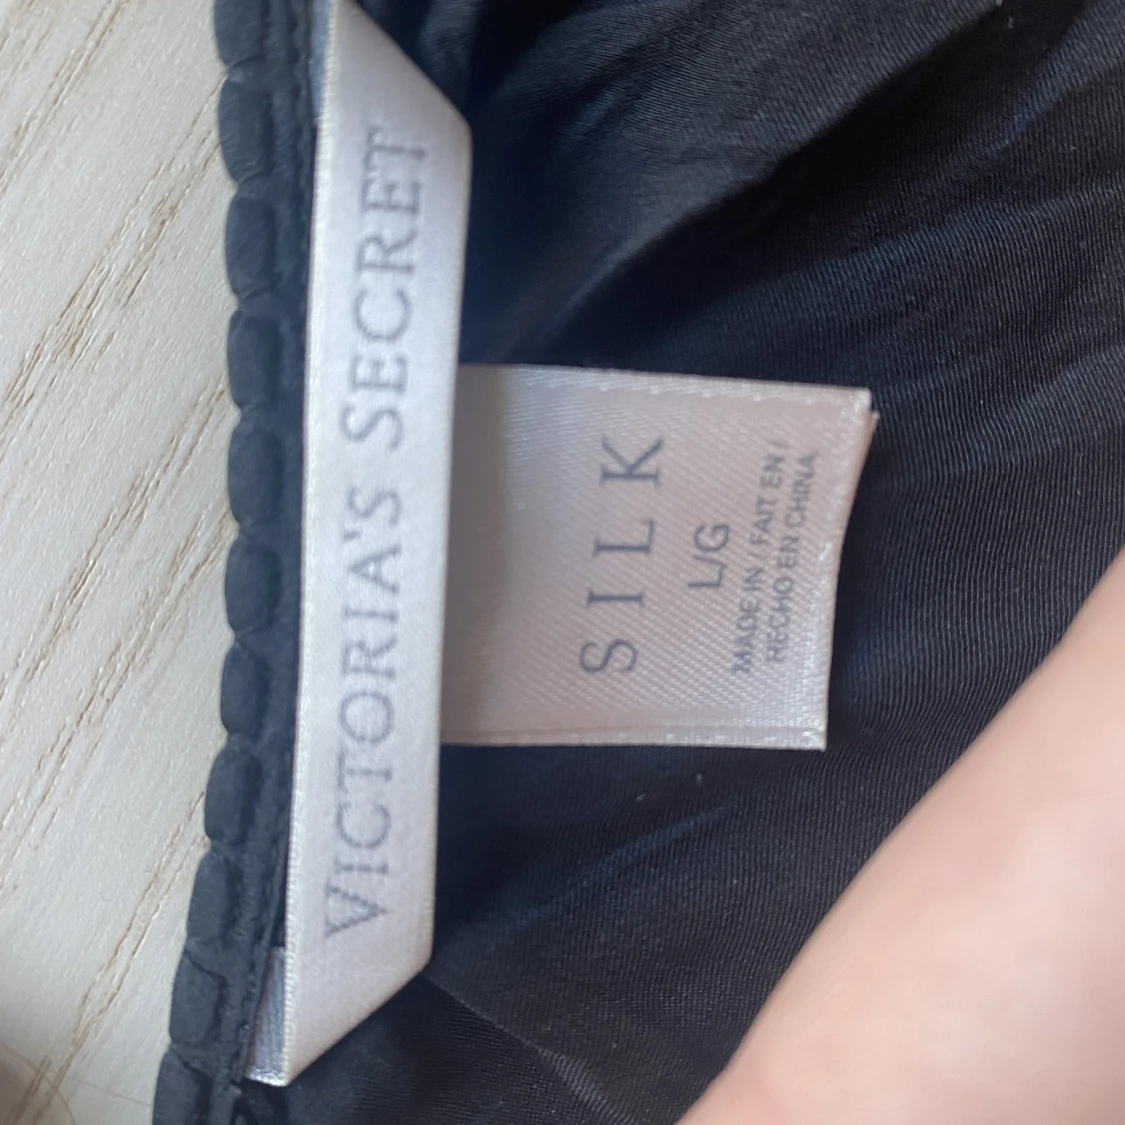 VICTORIA'S SECRET
SILK
L/G
MADE IN / FAIT EN /
HECHO EN CHINA